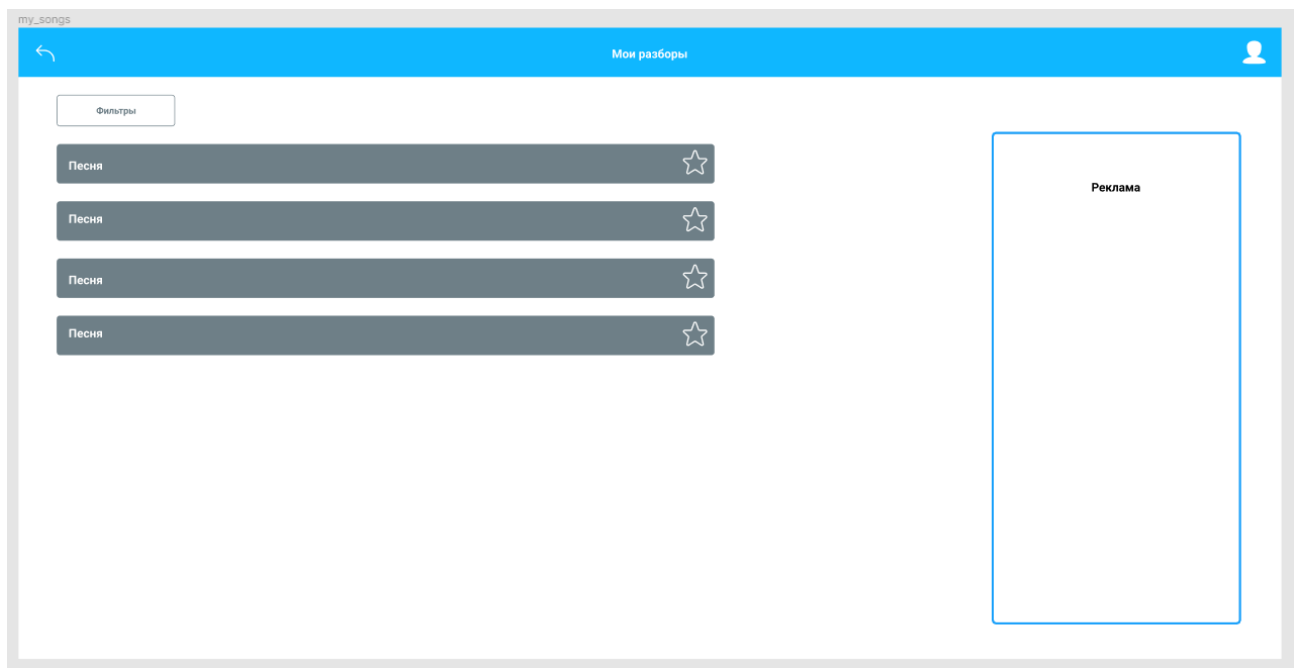 my_songs
Мои разборы
Фильтры
Песня
Песня
Песня
Песня
Реклама